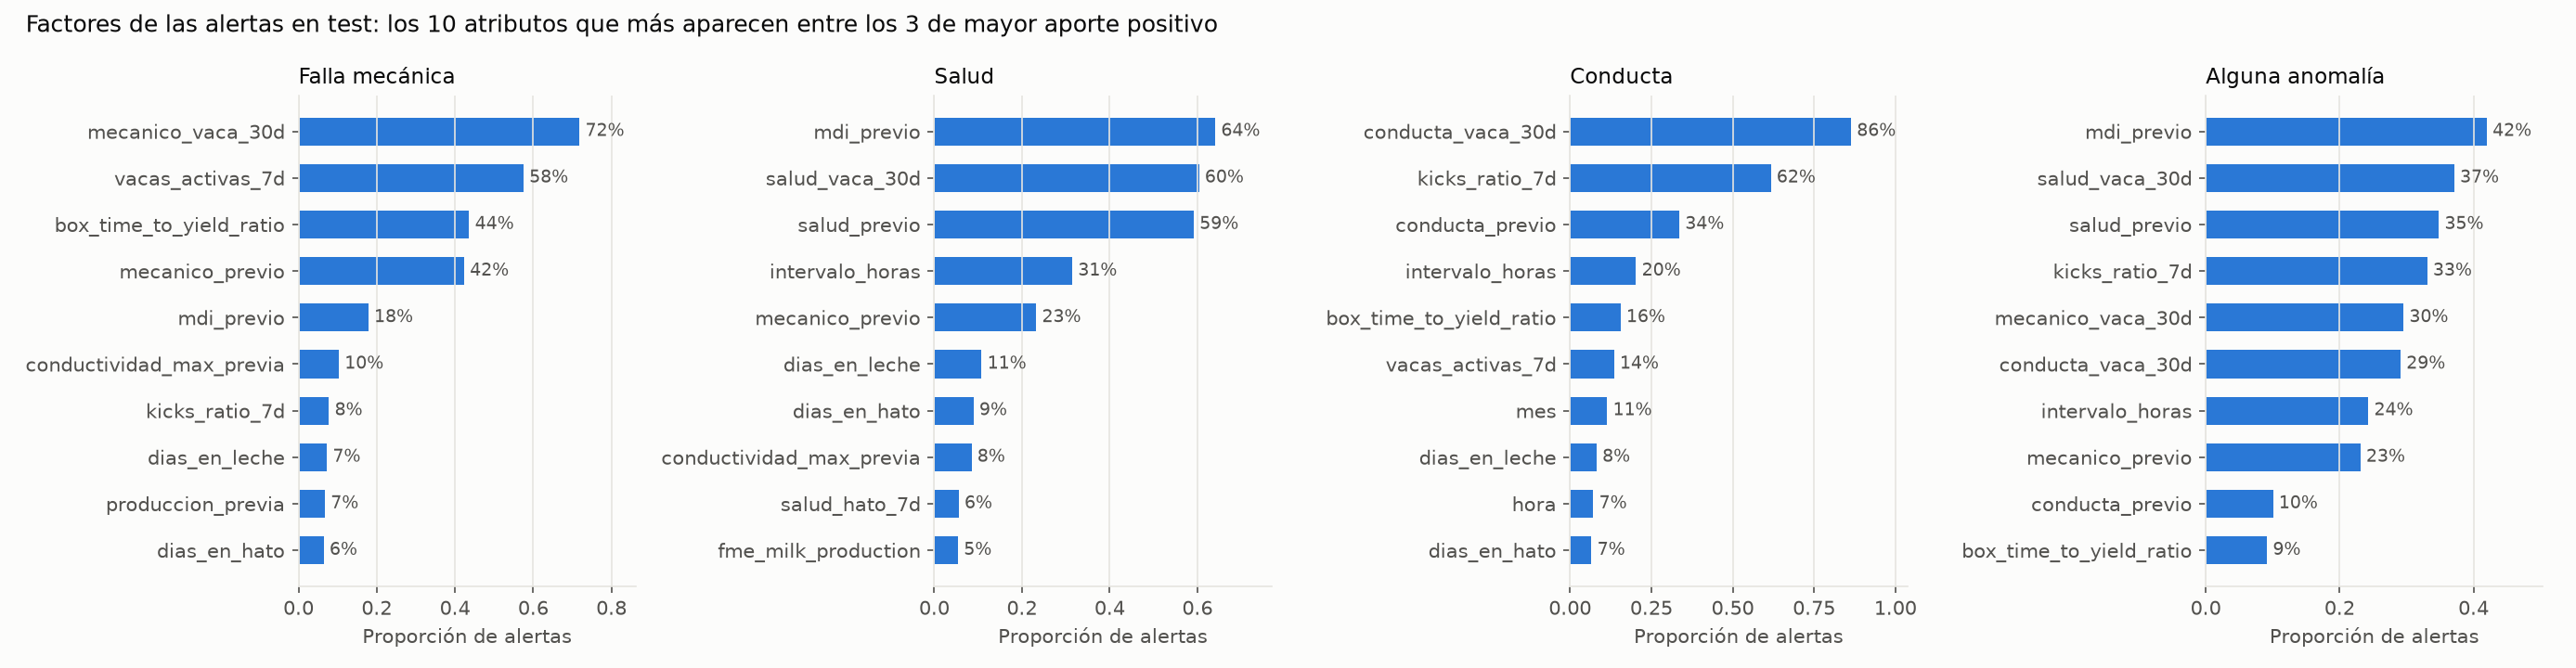 Factores de las alertas en test: los 10 atributos que más aparecen entre los 3 de mayor aporte positivo
Falla mecánica
mecanico_vaca_30d 72%
vacas_activas_7d 58%
box_time_to_yield_ratio 44%
mecanico_previo 42%
mdi_previo 18%
conductividad_max_previa 10%
kicks_ratio_7d 8%
dias_en_leche 7%
produccion_previa 7%
dias_en_hato 6%
0.0 0.2 0.4 0.6 0.8
Proporción de alertas
Salud
mdi_previo 64%
salud_vaca_30d 60%
salud_previo 59%
intervalo_horas 31%
mecanico_previo 23%
dias_en_leche 11%
dias_en_hato 9%
conductividad_max_previa 8%
salud_hato_7d 6%
fme_milk_production 5%
0.0 0.2 0.4 0.6
Proporción de alertas
Conducta
conducta_vaca_30d 86%
kicks_ratio_7d 62%
conducta_previo 34%
intervalo_horas 20%
box_time_to_yield_ratio 16%
vacas_activas_7d 14%
mes 11%
dias_en_leche 8%
hora 7%
dias_en_hato 7%
0.00 0.25 0.50 0.75 1.00
Proporción de alertas
Alguna anomalía
mdi_previo 42%
salud_vaca_30d 37%
salud_previo 35%
kicks_ratio_7d 33%
mecanico_vaca_30d 30%
conducta_vaca_30d 29%
intervalo_horas 24%
mecanico_previo 23%
conducta_previo 10%
box_time_to_yield_ratio 9%
0.0 0.2 0.4
Proporción de alertas